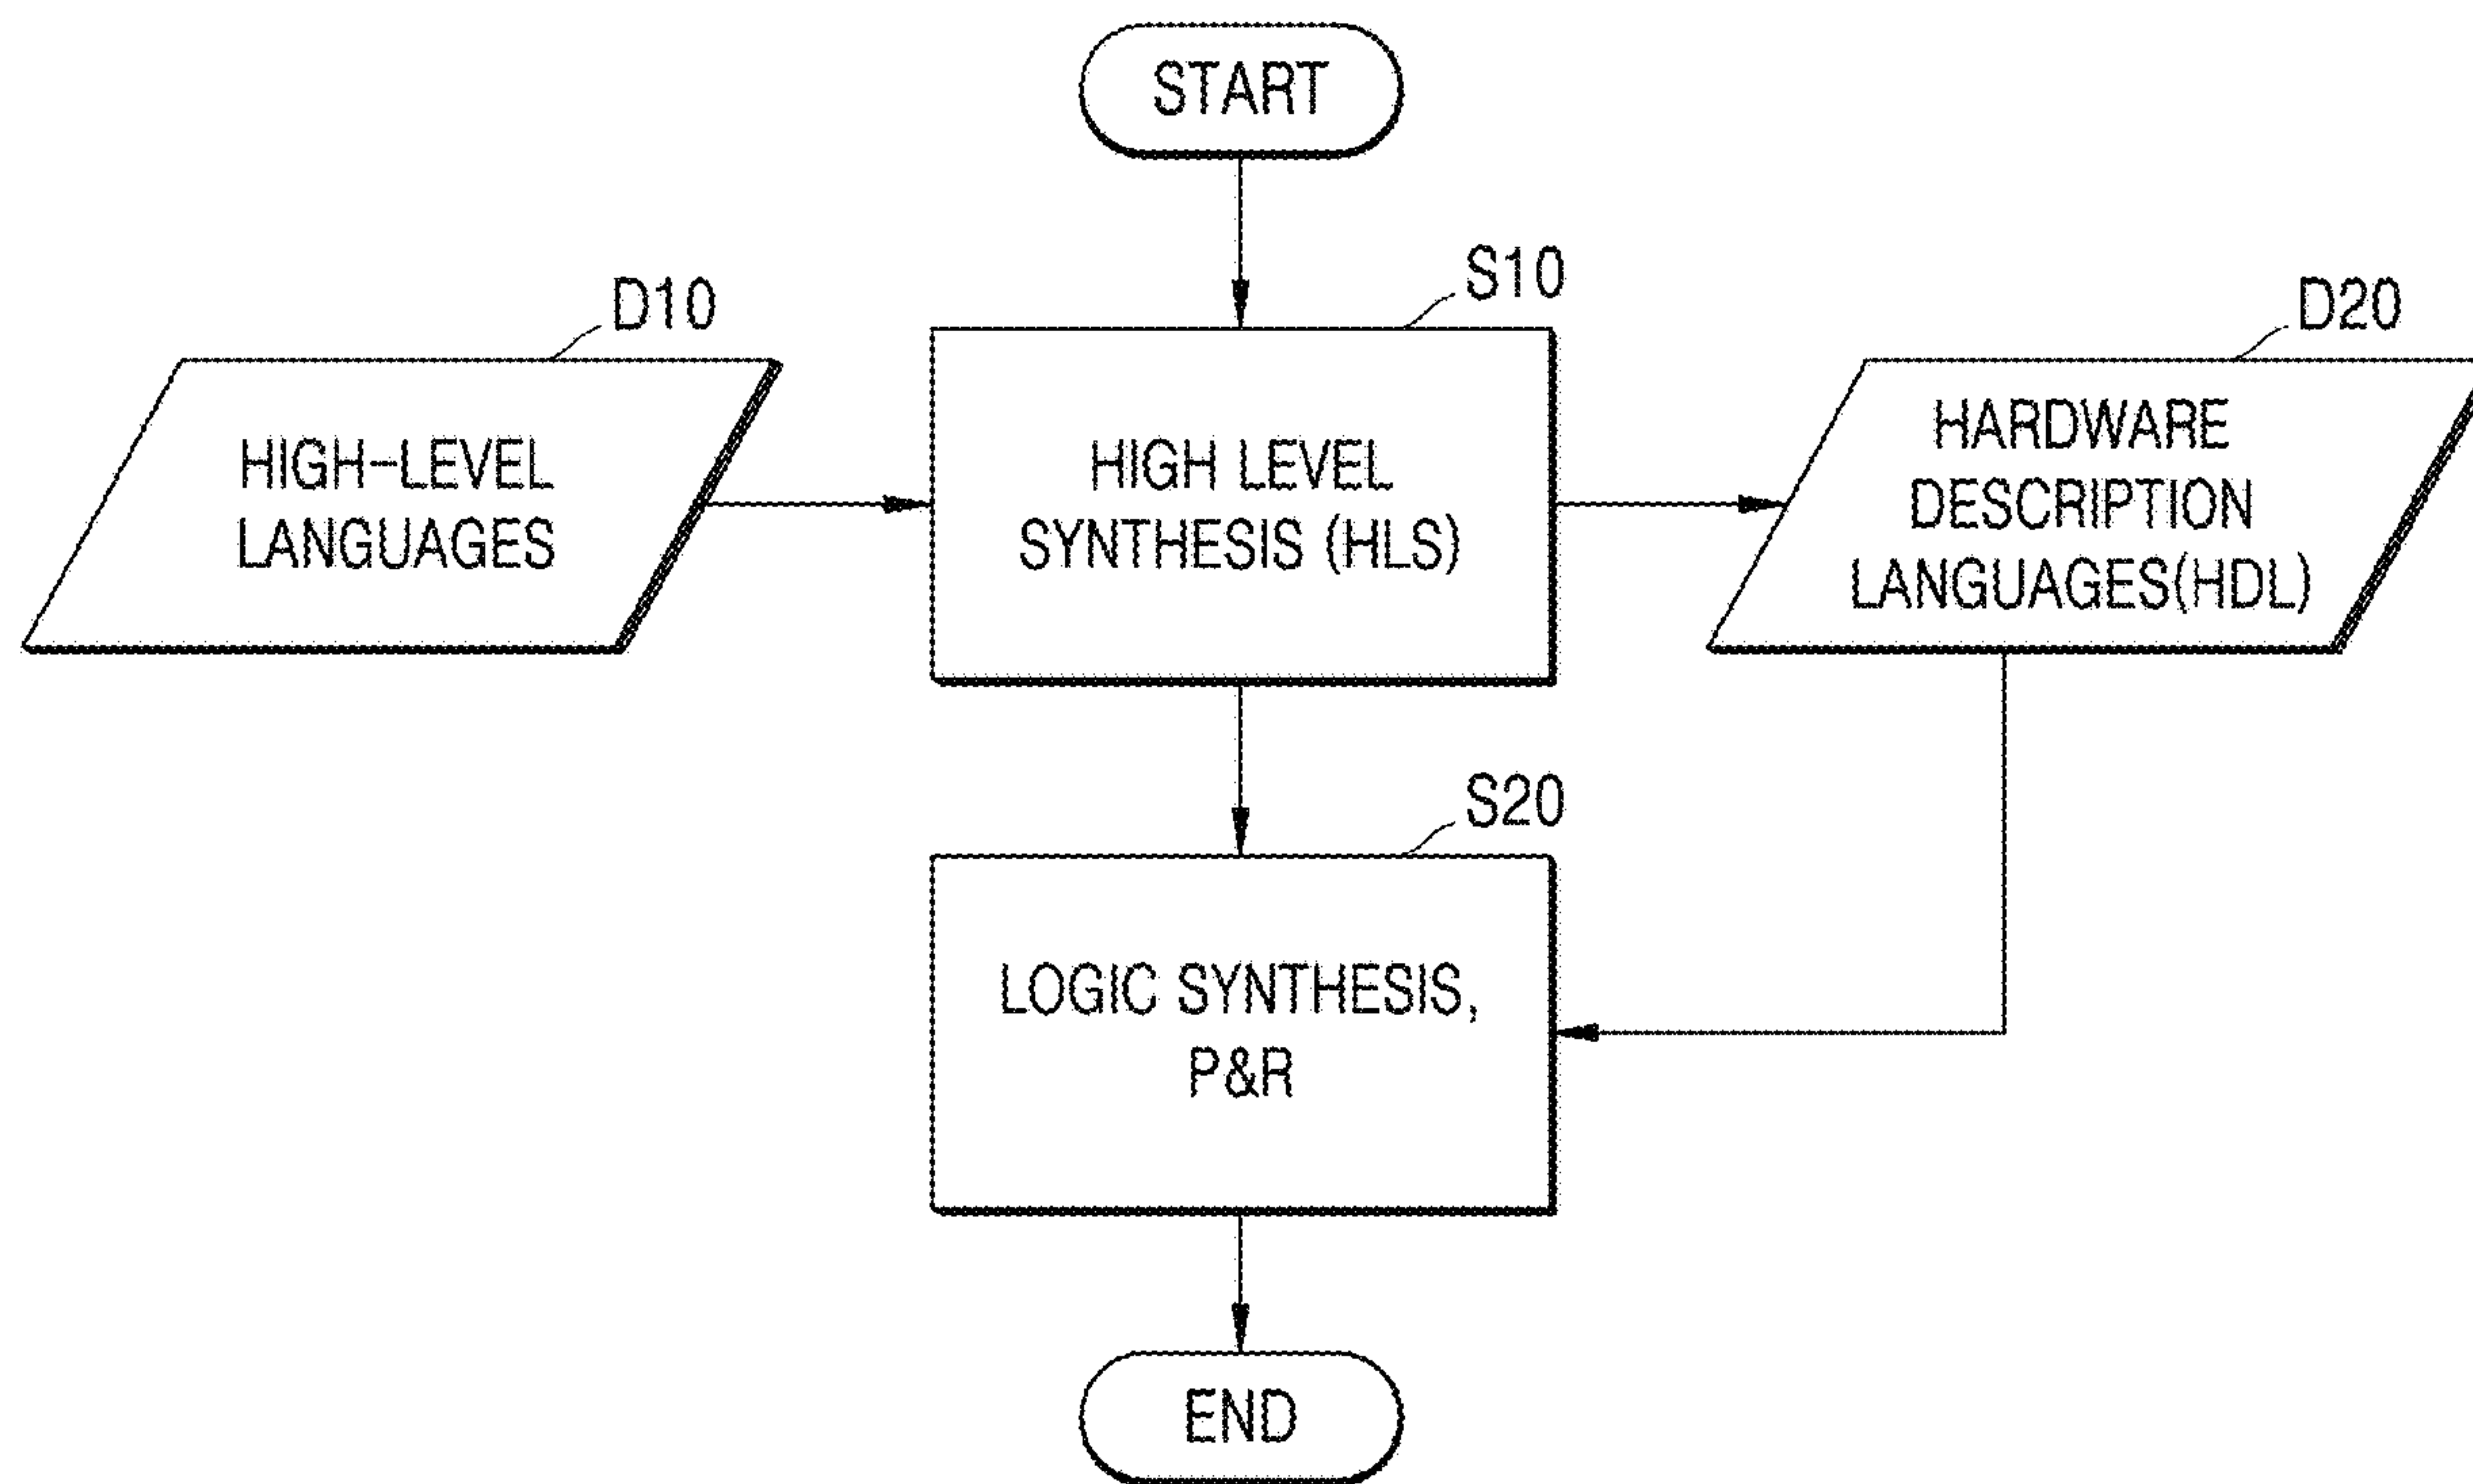 START
S10
D10
D20
HIGH-LEVEL
LANGUAGES
HIGH LEVEL
SYNTHESIS (HLS)
HARDWARE
DESCRIPTION
LANGUAGES(HDL)
S20
LOGIC SYNTHESIS,
P&R
END